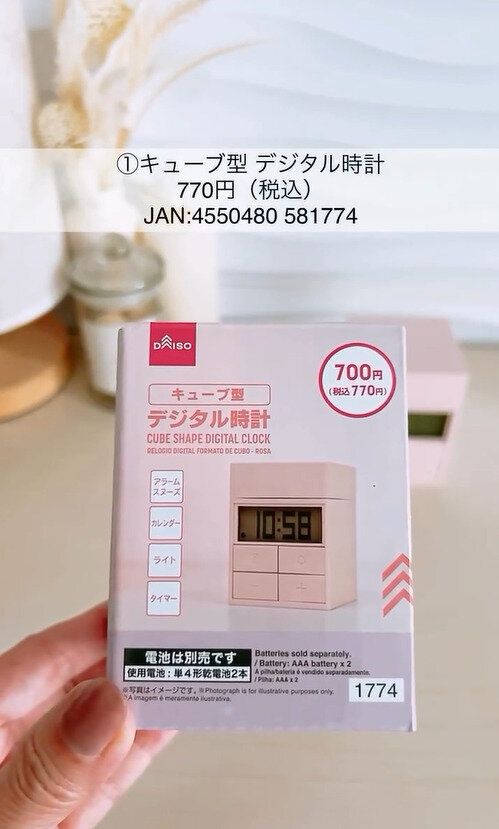 ①キューブ型 デジタル時計
770円（税込）
JAN:4550480 581774
DAISO
700円
(税込770円)
キューブ型
デジタル時計
CUBE SHAPE DIGITAL CLOCK
RELOGIO DIGITAL FORMATO DE CUBO - ROSA
アラーム
スヌーズ
カレンダー
ライト
タイマー
10:58
電池は別売です
使用電池：単4形乾電池2本
Batteries sold separately.
/ Battery: AAA battery x 2
A pilha/bateria é vendido separadamente.
/ Pilha: AAA x 2
※写真はイメージです。※Photograph is for illustrative purposes only.
※A imagem é meramente ilustrativa.
1774